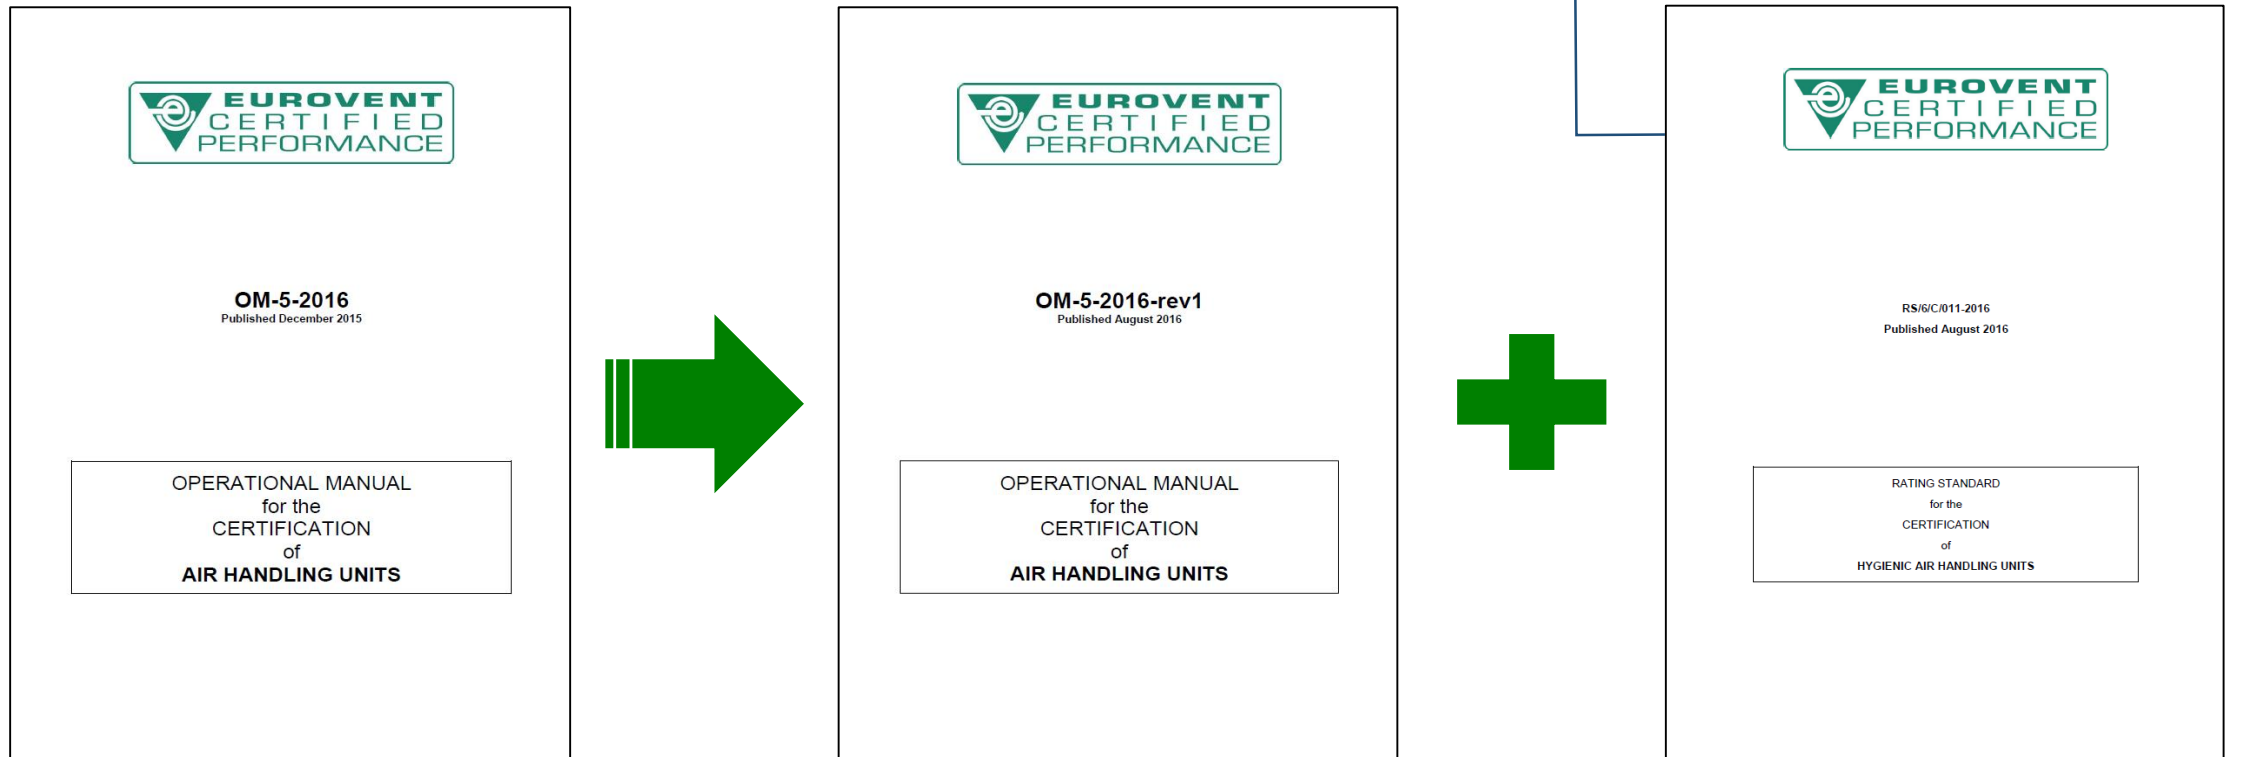 EUROVENT
CERTIFIED
PERFORMANCE
OM-5-2016
Published December 2015
OPERATIONAL MANUAL
for the
CERTIFICATION
of
AIR HANDLING UNITS
EUROVENT
CERTIFIED
PERFORMANCE
OM-5-2016-rev1
Published August 2016
OPERATIONAL MANUAL
for the
CERTIFICATION
of
AIR HANDLING UNITS
EUROVENT
CERTIFIED
PERFORMANCE
RS/6/C/011-2016
Published August 2016
RATING STANDARD
for the
CERTIFICATION
of
HYGIENIC AIR HANDLING UNITS